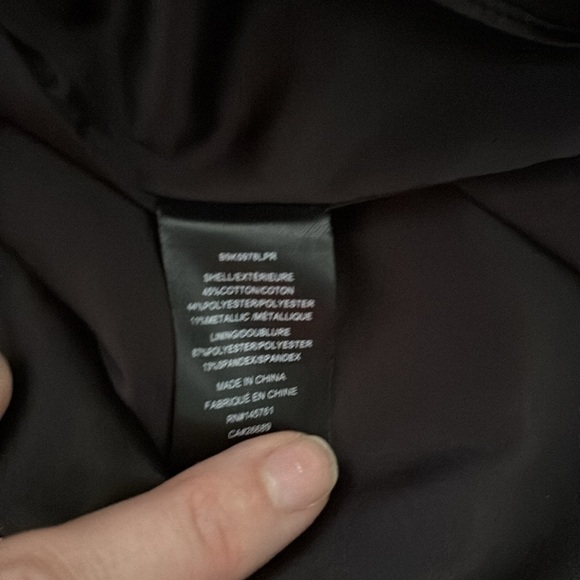 SHELL/EXTÉRIEURE
45%COTTON/COTON
44%POLYESTER/POLYESTER
11%METALLIC /MÉTALLIQUE
LINING/DOUBLURE
87%POLYESTER/POLYESTER
13%SPANDEX/SPANDEX
MADE IN CHINA
FABRIQUÉ EN CHINE
RN#145761